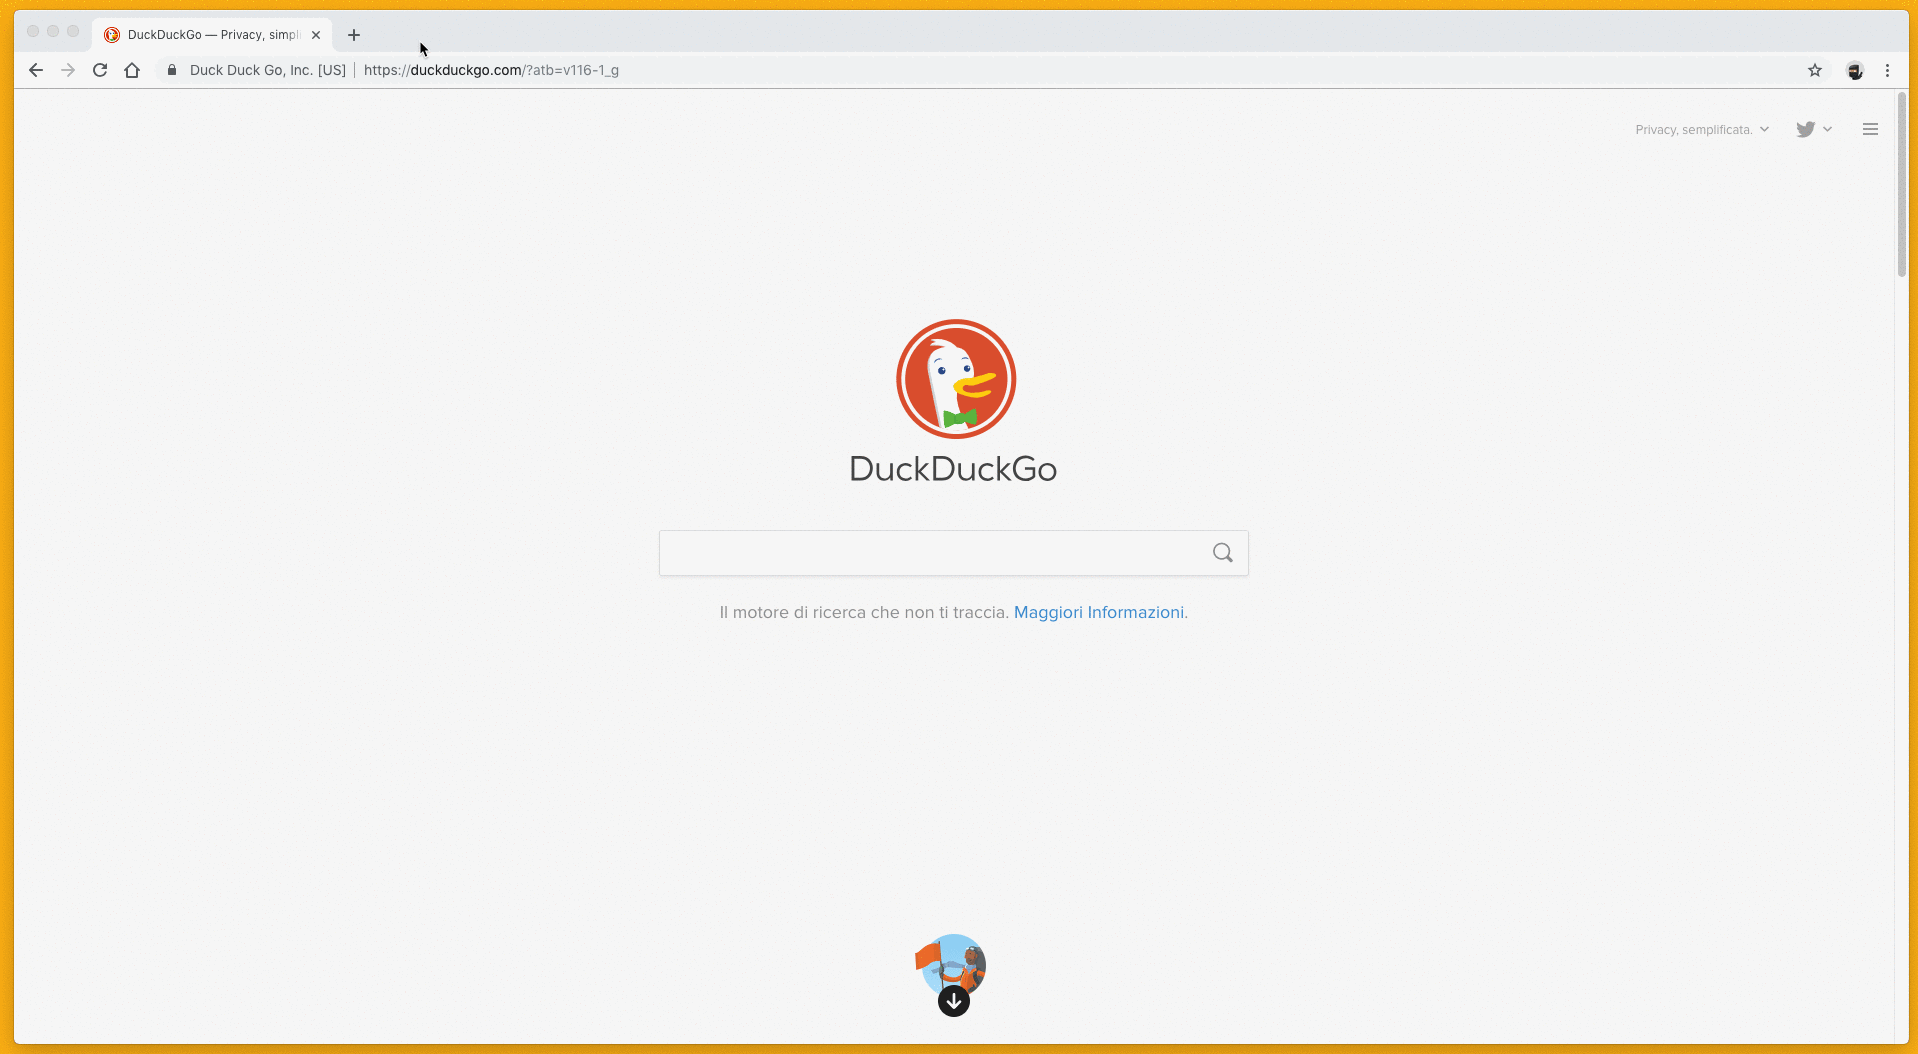 DuckDuckGo — Privacy, simpl
Duck Duck Go, Inc. [US] | https://duckduckgo.com/?atb=v116-1_g
Privacy, semplificata.
DuckDuckGo
Il motore di ricerca che non ti traccia. Maggiori Informazioni.